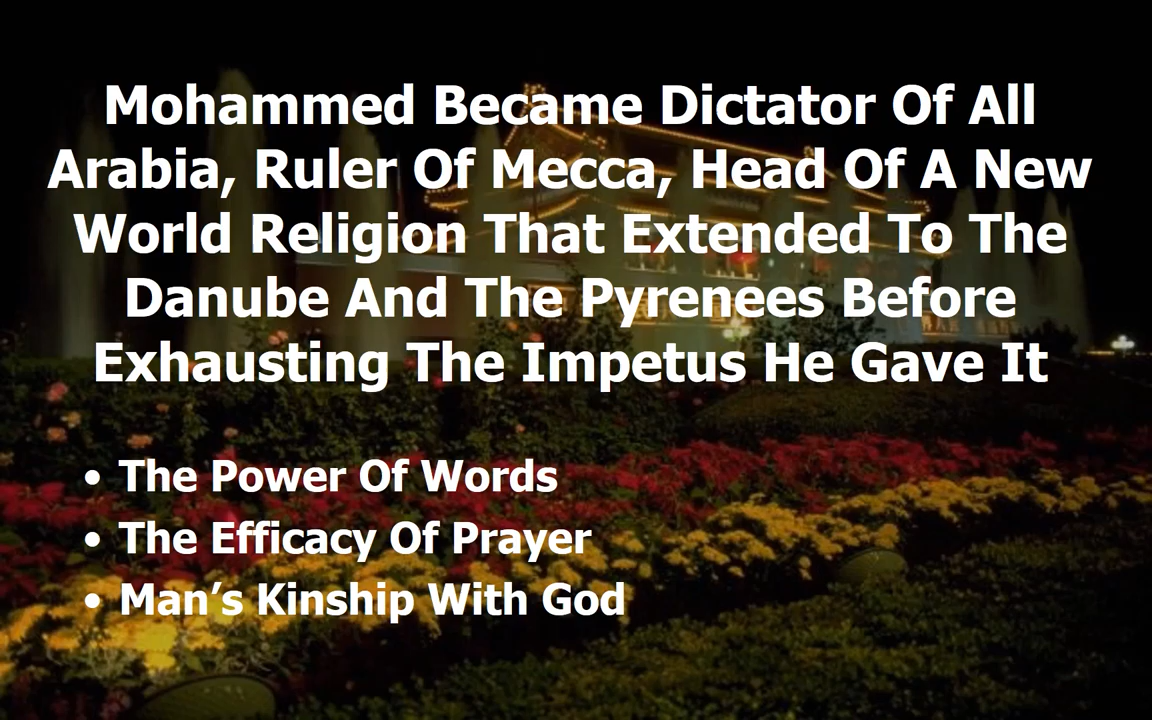 Mohammed Became Dictator Of All
Arabia, Ruler Of Mecca, Head Of A New
World Religion That Extended To The
Danube And The Pyrenees Before
Exhausting The Impetus He Gave It
• The Power Of Words
• The Efficacy Of Prayer
• Man’s Kinship With God